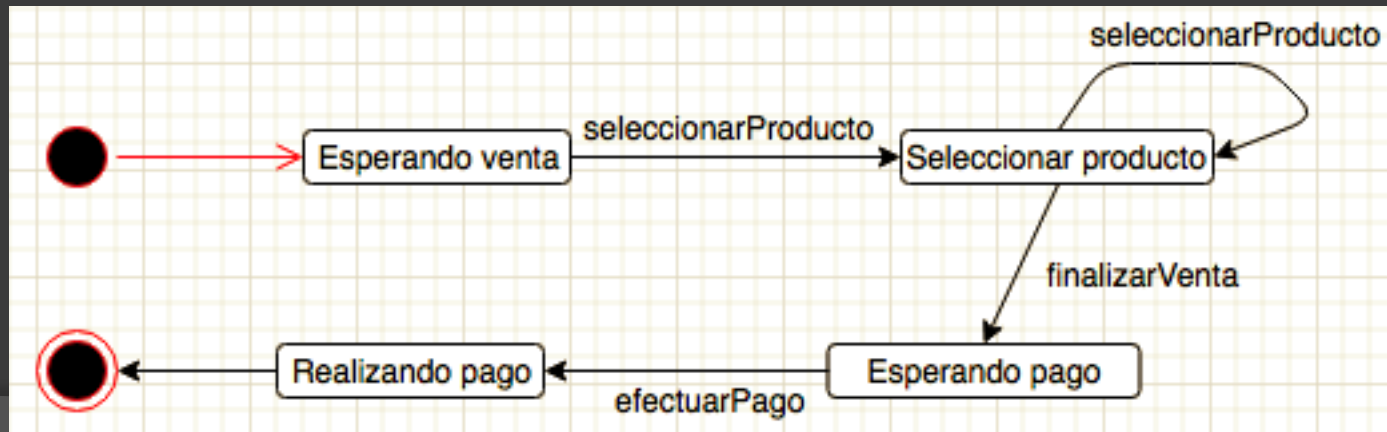 seleccionarProducto
seleccionarProducto
Esperando venta
Seleccionar producto
finalizarVenta
Realizando pago
Esperando pago
efectuarPago